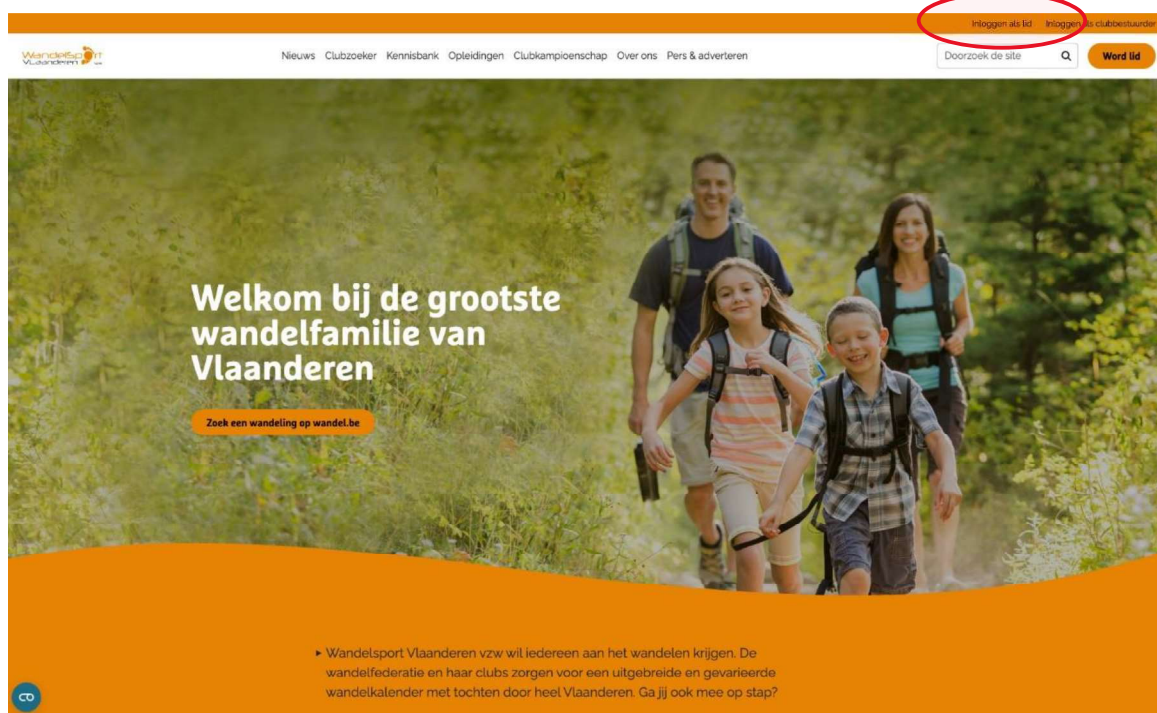 Inloggen als lid Inloggen als clubbestuurder
Wandelsport Vlaanderen vzw
Nieuws Clubzoeker Kennisbank Opleidingen Clubkampioenschap Over ons Pers & adverteren
Doorzoek de site
Word lid
Welkom bij de grootste
wandelfamilie van
Vlaanderen
Zoek een wandeling op wandel.be
Wandelsport Vlaanderen vzw wil iedereen aan het wandelen krijgen. De
wandelfederatie en haar clubs zorgen voor een uitgebreide en gevarieerde
wandelkalender met tochten door heel Vlaanderen. Ga jij ook mee op stap?